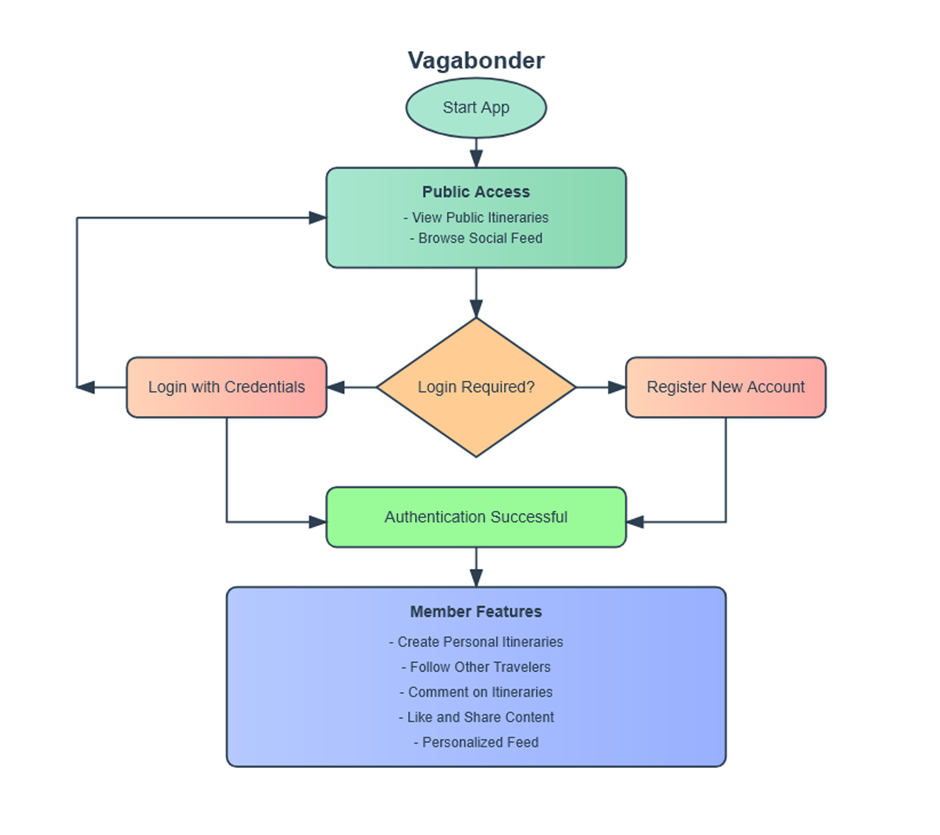 Vagabonder
Start App
Public Access
- View Public Itineraries
- Browse Social Feed
Login with Credentials
Login Required?
Register New Account
Authentication Successful
Member Features
- Create Personal Itineraries
- Follow Other Travelers
- Comment on Itineraries
- Like and Share Content
- Personalized Feed